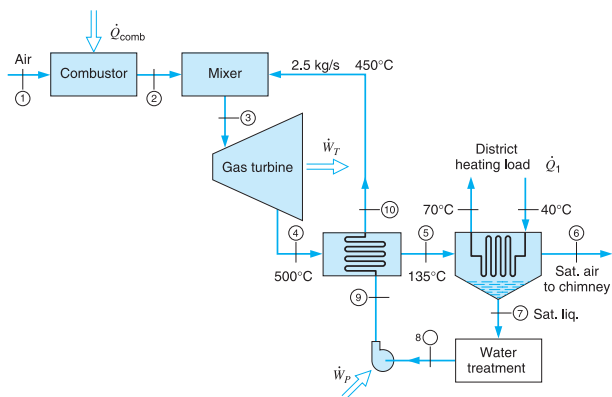 Q̇comb
Air
Combustor
Mixer
2.5 kg/s
450°C
1
2
3
Gas turbine
ẆT
District
heating load
Q̇1
10
70°C
40°C
4
5
6
500°C
135°C
Sat. air
to chimney
9
7
Sat. liq.
8
Water
treatment
ẆP